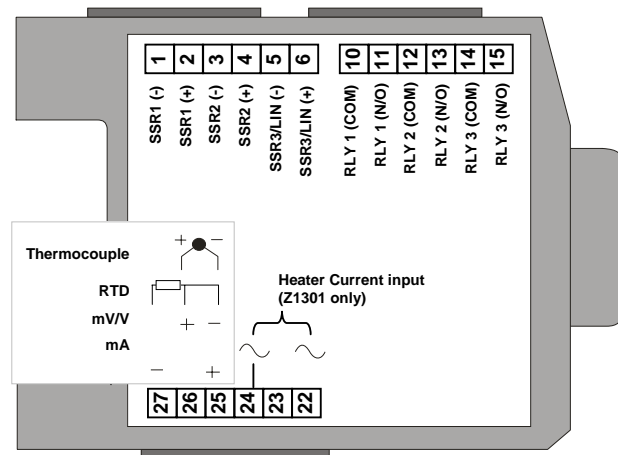 1 2 3 4 5 6 10 11 12 13 14 15
SSR1 (-)
SSR1 (+)
SSR2 (-)
SSR2 (+)
SSR3/LIN (-)
SSR3/LIN (+)
RLY 1 (COM)
RLY 1 (N/O)
RLY 2 (COM)
RLY 2 (N/O)
RLY 3 (COM)
RLY 3 (N/O)
Thermocouple + −
RTD
mV/V + −
mA
− +
Heater Current input
(Z1301 only)
27 26 25 24 23 22